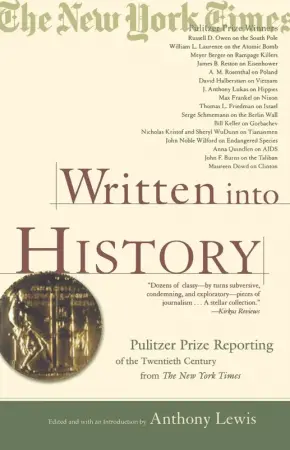 The New York Times
Pulitzer Prize Winners
Russell D. Owen on the South Pole
William L. Laurence on the Atomic Bomb
Meyer Berger on Rampage Killers
James B. Reston on Eisenhower
A. M. Rosenthal on Poland
David Halberstam on Vietnam
J. Anthony Lukas on Hippies
Max Frankel on Nixon
Thomas L. Friedman on Israel
Serge Schmemann on the Berlin Wall
Bill Keller on Gorbachev
Nicholas Kristof and Sheryl WuDunn on Tiananmen
John Noble Wilford on Endangered Species
Anna Quindlen on AIDS
John F. Burns on the Taliban
Maureen Dowd on Clinton
Written into
HISTORY
"Dozens of classy—by turns subversive,
condemning, and exploratory—pieces of
journalism . . . A stellar collection."
—Kirkus Reviews
Pulitzer Prize Reporting
of the Twentieth Century
from The New York Times
Edited and with an introduction by Anthony Lewis